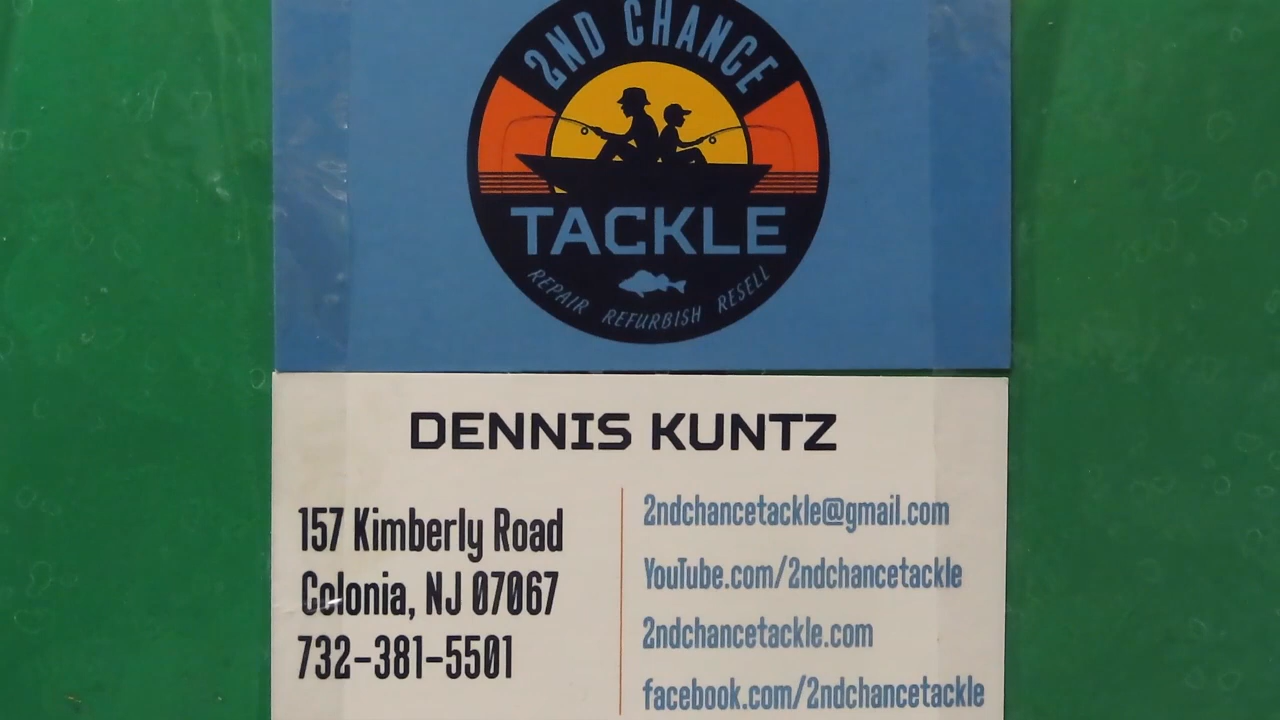 2ND CHANCE
TACKLE
REPAIR REFURBISH RESELL
DENNIS KUNTZ
157 Kimberly Road
Colonia, NJ 07067
732-381-5501
2ndchancetackle@gmail.com
YouTube.com/2ndchancetackle
2ndchancetackle.com
facebook.com/2ndchancetackle